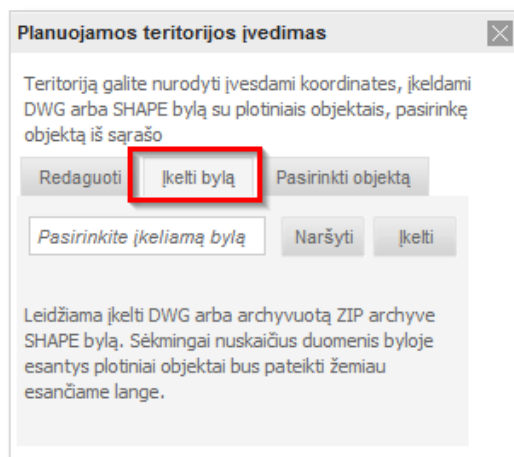 Planuojamos teritorijos įvedimas
Teritoriją galite nurodyti įvesdami koordinates, įkeldami
DWG arba SHAPE bylą su plotiniais objektais, pasirinkę
objektą iš sąrašo
Redaguoti Įkelti bylą Pasirinkti objektą
Pasirinkite įkeliamą bylą Naršyti Įkelti
Leidžiama įkelti DWG arba archyvuotą ZIP archyve
SHAPE bylą. Sėkmingai nuskaičius duomenis byloje
esantys plotiniai objektai bus pateikti žemiau
esančiame lange.